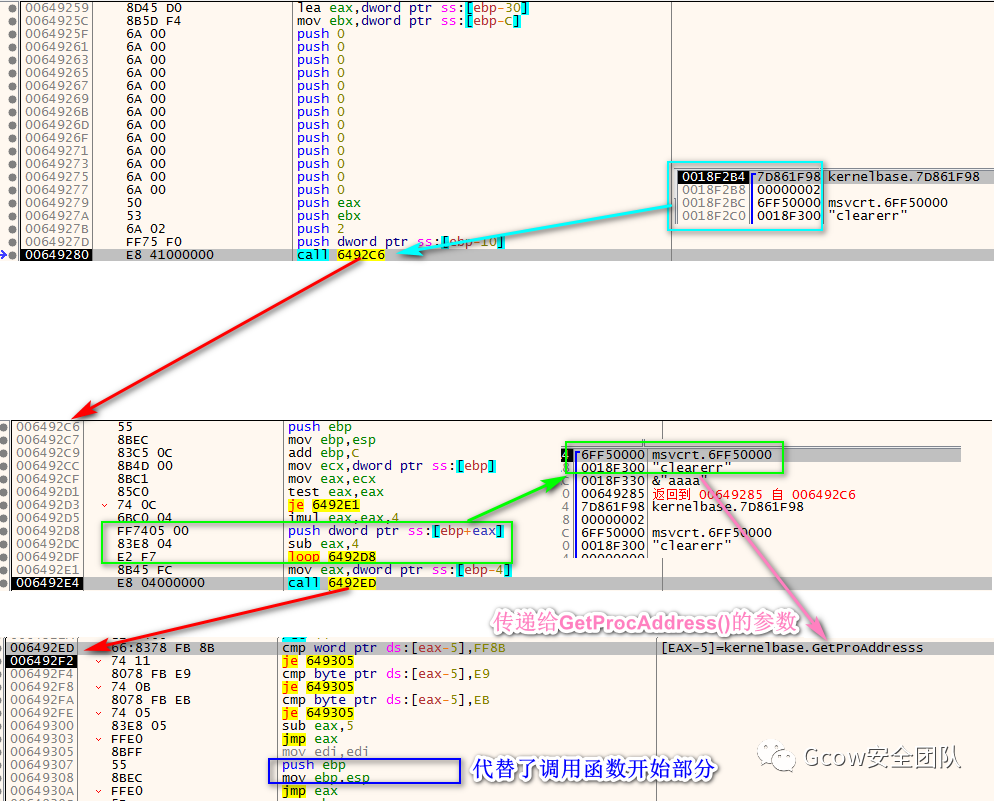 00649259 8D45 D0 lea eax,dword ptr ss:[ebp-30]
0064925C 8B5D F4 mov ebx,dword ptr ss:[ebp-C]
0064925F 6A 00 push 0
00649261 6A 00 push 0
00649263 6A 00 push 0
00649265 6A 00 push 0
00649267 6A 00 push 0
00649269 6A 00 push 0
0064926B 6A 00 push 0
0064926D 6A 00 push 0
0064926F 6A 00 push 0
00649271 6A 00 push 0
00649273 6A 00 push 0
00649275 6A 00 push 0
00649277 6A 00 push 0
00649279 50 push eax
0064927A 53 push ebx
0064927B 6A 02 push 2
0064927D FF75 F0 push dword ptr ss:[ebp-10]
00649280 E8 41000000 call 6492C6
0018F2B4 7D861F98 kernelbase.7D861F98
0018F2B8 00000002
0018F2BC 6FF50000 msvcrt.6FF50000
0018F2C0 0018F300 "clearerr"
006492C6 55 push ebp
006492C7 8BEC mov ebp,esp
006492C9 83C5 0C add ebp,C
006492CC 8B4D 00 mov ecx,dword ptr ss:[ebp]
006492CF 8BC1 mov eax,ecx
006492D1 85C0 test eax,eax
006492D3 74 0C je 6492E1
006492D5 6BC0 04 imul eax,eax,4
006492D8 FF7405 00 push dword ptr ss:[ebp+eax]
006492DC 83E8 04 sub eax,4
006492DF E2 F7 loop 6492D8
006492E1 8B45 FC mov eax,dword ptr ss:[ebp-4]
006492E4 E8 04000000 call 6492ED
4 6FF50000 msvcrt.6FF50000
8 0018F300 "clearerr"
C 0018F330 &"aaaa"
0 00649285 返回到 00649285 自 006492C6
4 7D861F98 kernelbase.7D861F98
8 00000002
C 6FF50000 msvcrt.6FF50000
0 0018F300 "clearerr"
传递给GetProcAddress()的参数
006492ED 66:8378 FB 8B cmp word ptr ds:[eax-5],FF8B [EAX-5]=kernelbase.GetProAddresss
006492F2 74 11 je 649305
006492F4 8078 FB E9 cmp byte ptr ds:[eax-5],E9
006492F8 74 0B je 649305
006492FA 8078 FB EB cmp byte ptr ds:[eax-5],EB
006492FE 74 05 je 649305
00649300 83E8 05 sub eax,5
00649303 FFE0 jmp eax
00649305 8BFF mov edi,edi
00649307 55 push ebp
00649308 8BEC mov ebp,esp
0064930A FFE0 jmp eax
代替了调用函数开始部分
Gcow安全团队